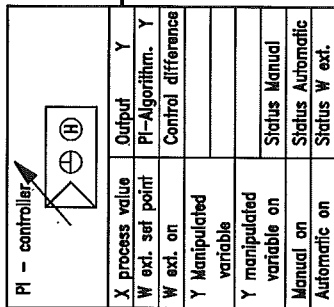 PI - controller
H
X process value Output Y
W ext. set point PI-Algorithm. Y
W ext. on Control difference
Y Manipulated
variable
Y manipulated
variable on Status Manual
Manual on Status Automatic
Automatic on Status W ext.